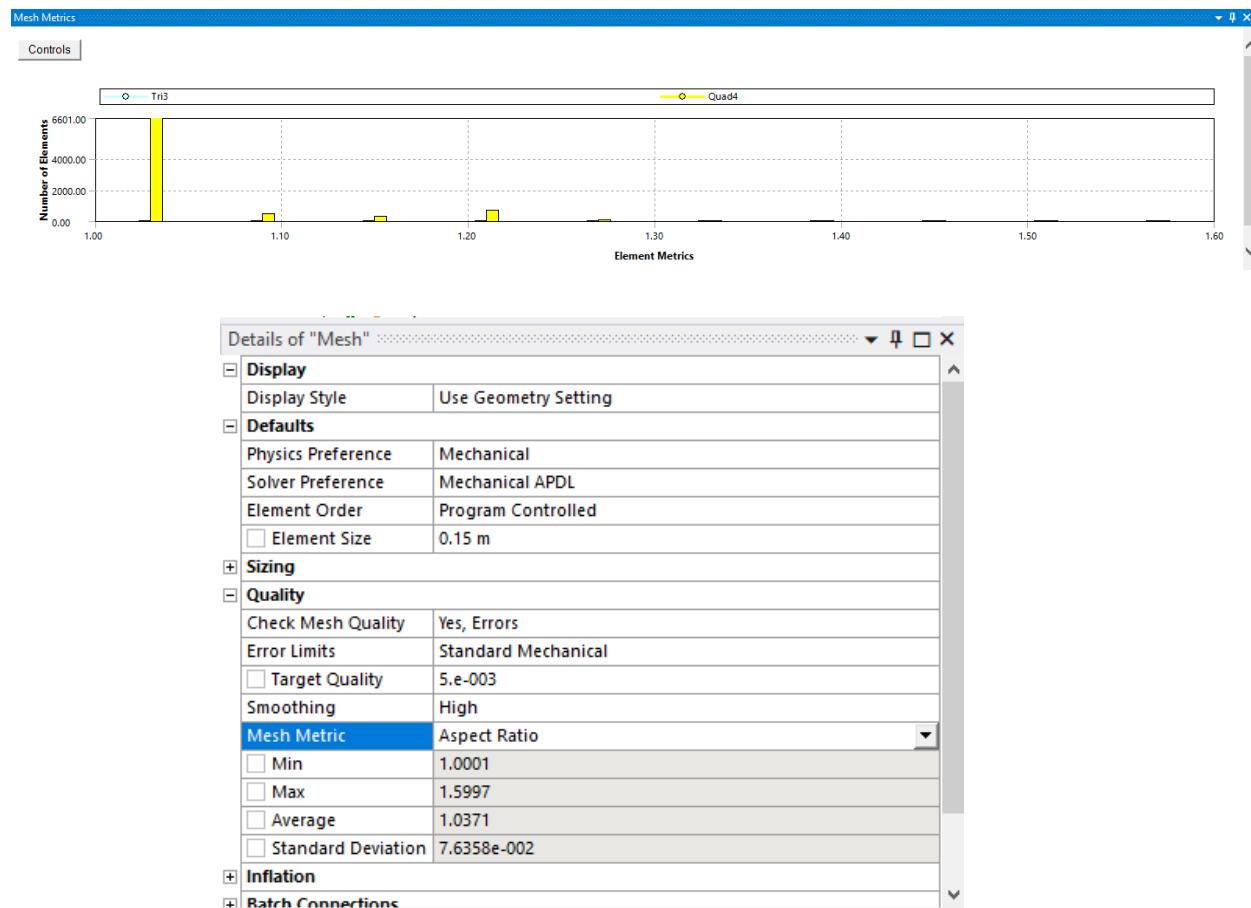 Mesh Metrics
Controls
Tri3 Quad4
Number of Elements
6601.00
4000.00
2000.00
0.00
1.00 1.10 1.20 1.30 1.40 1.50 1.60
Element Metrics
Details of "Mesh"
Display
Display Style Use Geometry Setting
Defaults
Physics Preference Mechanical
Solver Preference Mechanical APDL
Element Order Program Controlled
Element Size 0.15 m
Sizing
Quality
Check Mesh Quality Yes, Errors
Error Limits Standard Mechanical
Target Quality 5.e-003
Smoothing High
Mesh Metric Aspect Ratio
Min 1.0001
Max 1.5997
Average 1.0371
Standard Deviation 7.6358e-002
Inflation
Batch Connections